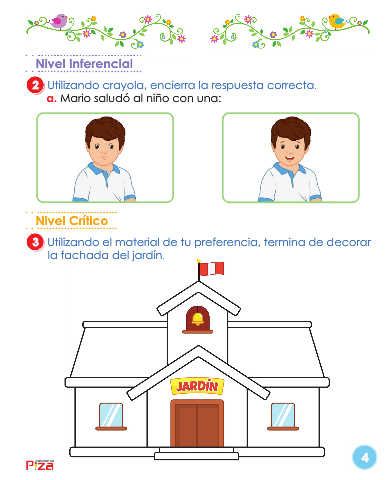 Nivel Inferencial
2 Utilizando crayola, encierra la respuesta correcta.
a. Mario saludó al niño con una:
Nivel Crítico
3 Utilizando el material de tu preferencia, termina de decorar
la fachada del jardín.
JARDÍN
4
PIZA